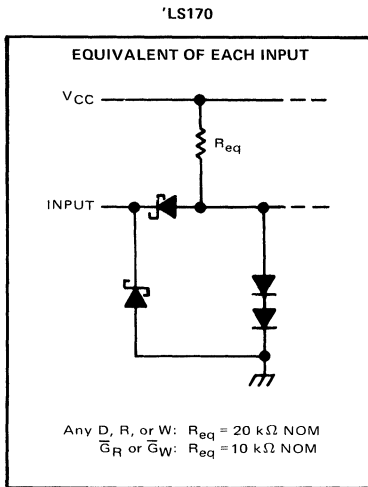 'LS170
EQUIVALENT OF EACH INPUT
VCC
Req
INPUT
Any D, R, or W: Req = 20 kΩ NOM
G̅R or G̅W: Req = 10 kΩ NOM